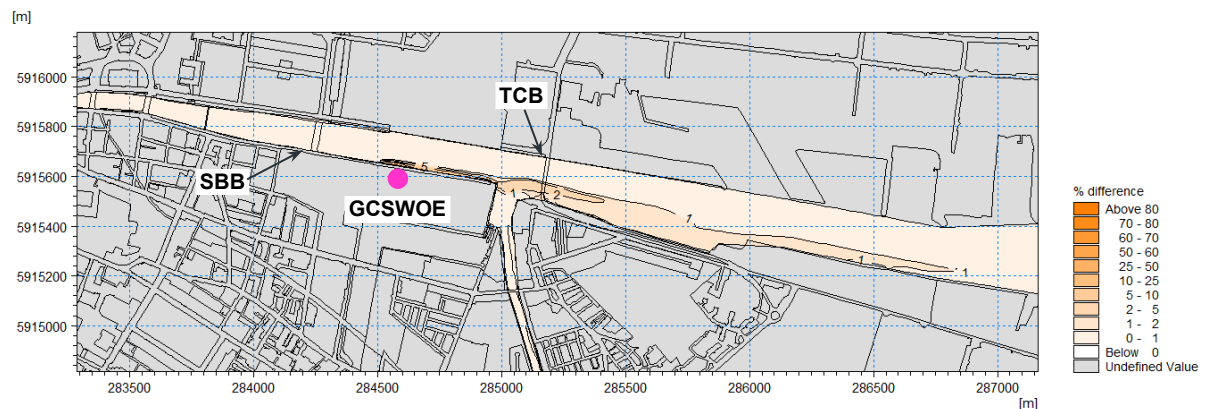 [m]
5916000
5915800
5915600
5915400
5915200
5915000
TCB
SBB
5
GCSWOE
1
2
1
1
1
283500
284000
284500
285000
285500
286000
286500
287000
[m]
% difference
Above 80
70 - 80
60 - 70
50 - 60
25 - 50
10 - 25
5 - 10
2 - 5
1 - 2
0 - 1
Below 0
Undefined Value